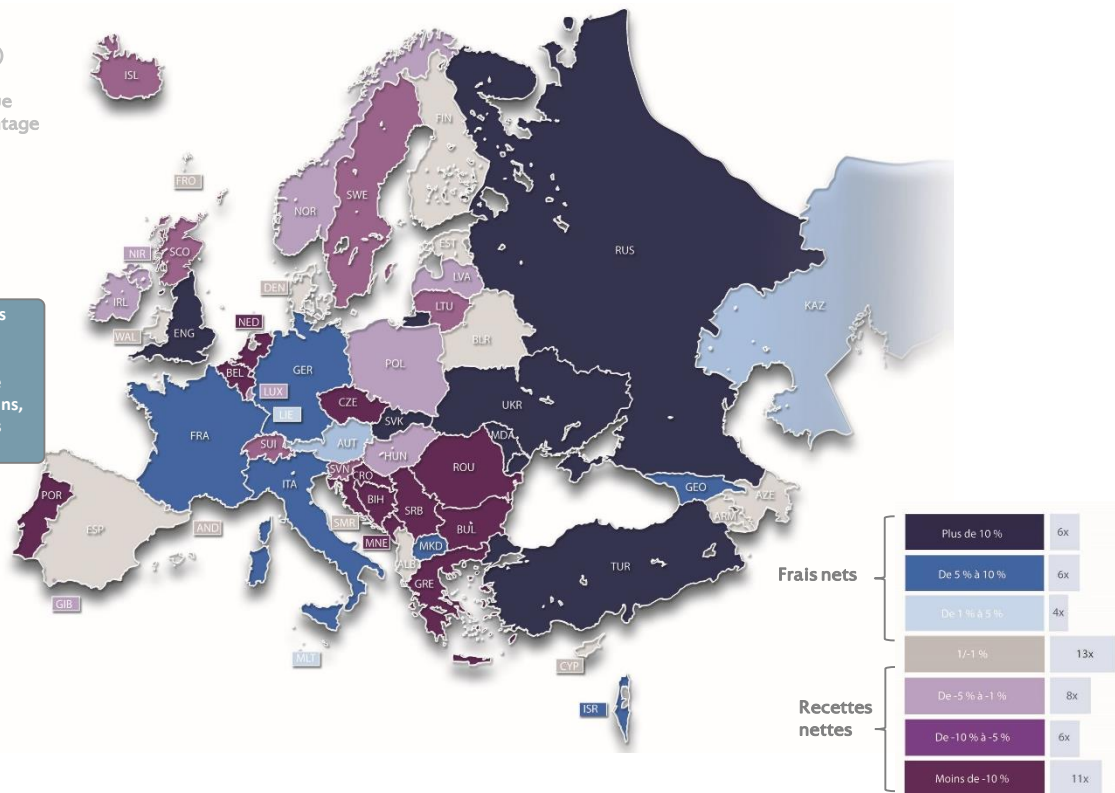 tage
s
ns,
s
ISL
FRO
FIN
NOR
SWE
RUS
NIR
SCO
EST
IRL
LVA
DEN
LTU
KAZ
WAL
ENG
NED
BLR
BEL
GER
POL
LUX
CZE
UKR
LIE
SVK
FRA
MDA
SUI
AUT
HUN
SVN
CRO
ROU
ITA
POR
BIH
SRB
GEO
AZE
ESP
AND
SMR
BUL
ARM
MNE
MKD
ALB
TUR
GRE
GIB
MLT
CYP
ISR
Frais nets
Plus de 10 % 6x
De 5 % à 10 % 6x
De 1 % à 5 % 4x
1/-1 % 13x
Recettes
nettes
De -5 % à -1 % 8x
De -10 % à -5 % 6x
Moins de -10 % 11x